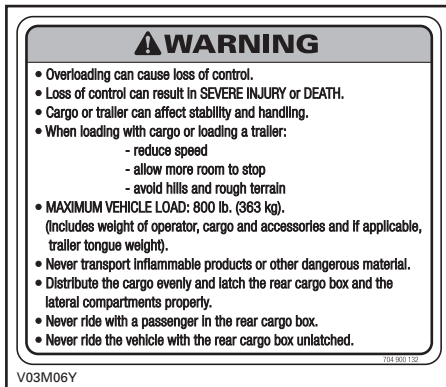 WARNING
• Overloading can cause loss of control.
• Loss of control can result in SEVERE INJURY or DEATH.
• Cargo or trailer can affect stability and handling.
• When loading with cargo or loading a trailer:
- reduce speed
- allow more room to stop
- avoid hills and rough terrain
• MAXIMUM VEHICLE LOAD: 800 lb. (363 kg).
(Includes weight of operator, cargo and accessories and if applicable,
trailer tongue weight).
• Never transport inflammable products or other dangerous material.
• Distribute the cargo evenly and latch the rear cargo box and the
lateral compartments properly.
• Never ride with a passenger in the rear cargo box.
• Never ride the vehicle with the rear cargo box unlatched.
704 900 132
V03M06Y